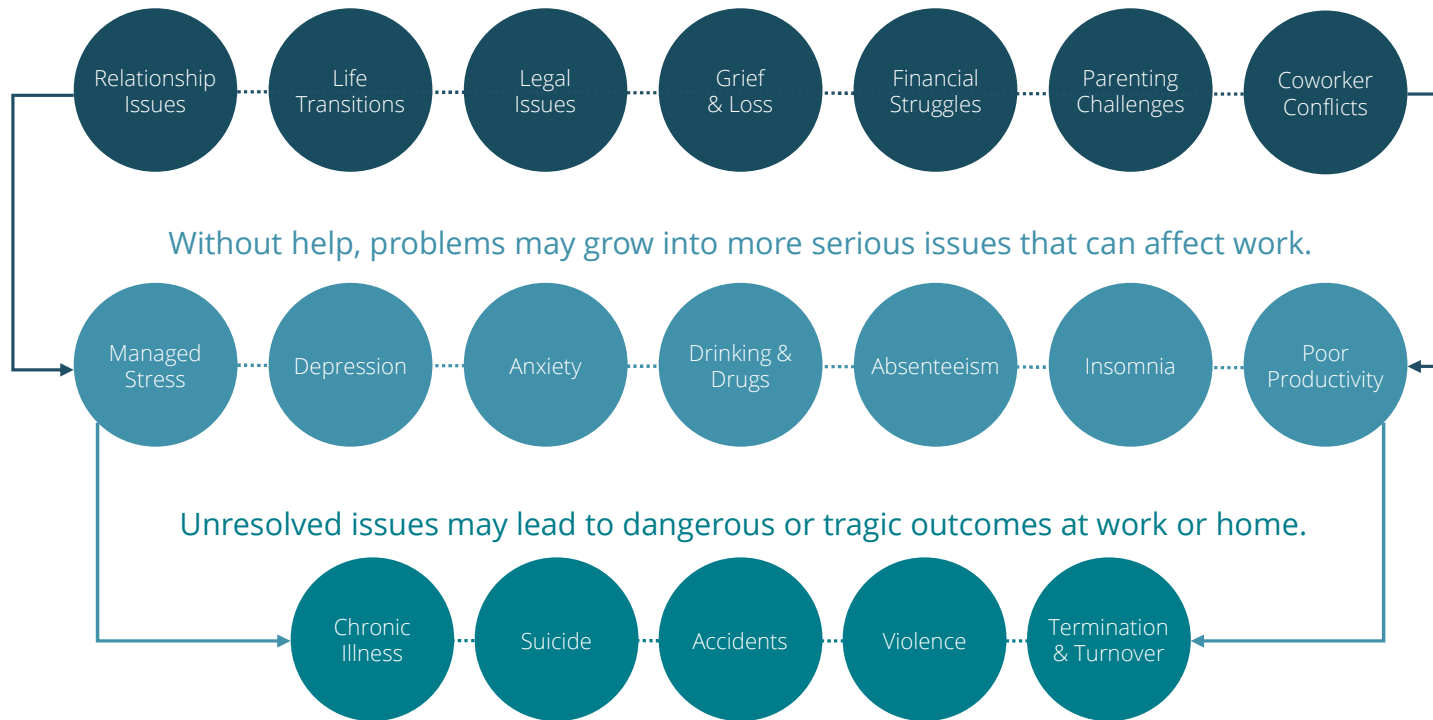 Relationship
Issues
Life
Transitions
Legal
Issues
Grief
& Loss
Financial
Struggles
Parenting
Challenges
Coworker
Conflicts
Without help, problems may grow into more serious issues that can affect work.
Managed
Stress
Depression
Anxiety
Drinking &
Drugs
Absenteeism
Insomnia
Poor
Productivity
Unresolved issues may lead to dangerous or tragic outcomes at work or home.
Chronic
Illness
Suicide
Accidents
Violence
Termination
& Turnover